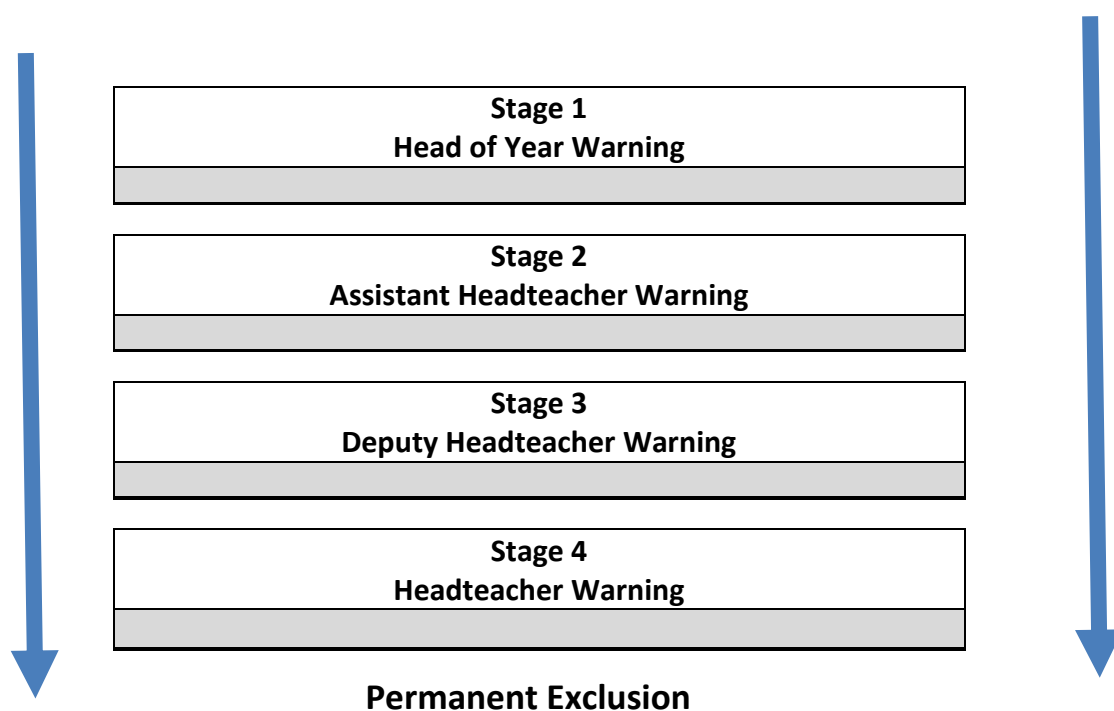 Stage 1
Head of Year Warning
Stage 2
Assistant Headteacher Warning
Stage 3
Deputy Headteacher Warning
Stage 4
Headteacher Warning
Permanent Exclusion